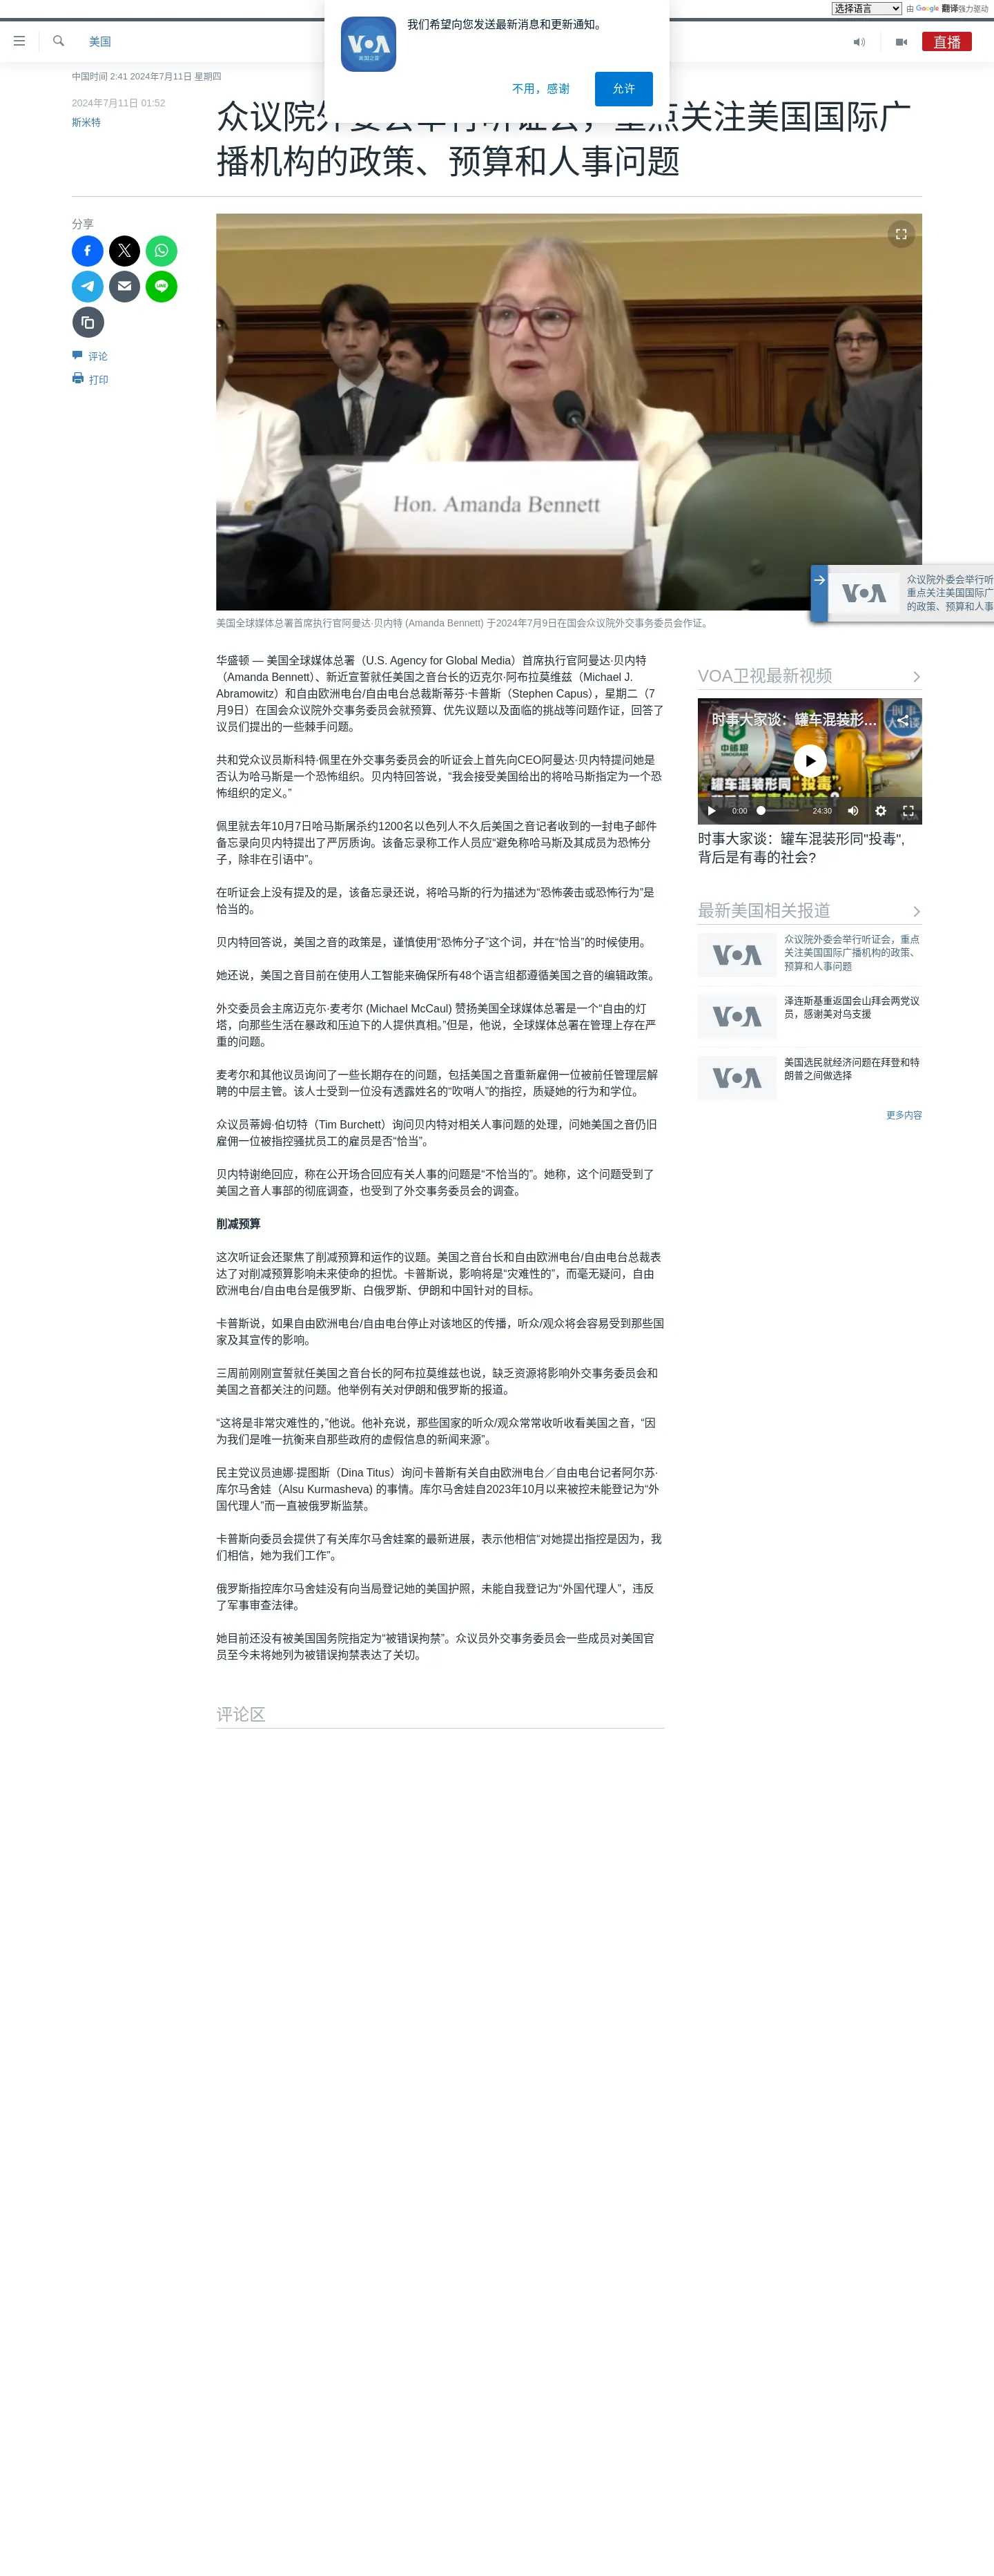 选择语言
由 Google 翻译强力驱动
美国
直播
VOA
美国之音
我们希望向您发送最新消息和更新通知。
不用，感谢
允许
中国时间 2:41 2024年7月11日 星期四
2024年7月11日 01:52
斯米特
众议院外委会举行听证会，重点关注美国国际广
播机构的政策、预算和人事问题
分享
评论
打印
Hon. Amanda Bennett
VOA
众议院外委会举行听
重点关注美国国际广
的政策、预算和人事
美国全球媒体总署首席执行官阿曼达·贝内特 (Amanda Bennett) 于2024年7月9日在国会众议院外交事务委员会作证。
华盛顿 — 美国全球媒体总署（U.S. Agency for Global Media）首席执行官阿曼达·贝内特
（Amanda Bennett）、新近宣誓就任美国之音台长的迈克尔·阿布拉莫维兹（Michael J.
Abramowitz）和自由欧洲电台/自由电台总裁斯蒂芬·卡普斯（Stephen Capus），星期二（7
月9日）在国会众议院外交事务委员会就预算、优先议题以及面临的挑战等问题作证，回答了
议员们提出的一些棘手问题。
共和党众议员斯科特·佩里在外交事务委员会的听证会上首先向CEO阿曼达·贝内特提问她是
否认为哈马斯是一个恐怖组织。贝内特回答说，“我会接受美国给出的将哈马斯指定为一个恐
怖组织的定义。”
佩里就去年10月7日哈马斯屠杀约1200名以色列人不久后美国之音记者收到的一封电子邮件
备忘录向贝内特提出了严厉质询。该备忘录称工作人员应“避免称哈马斯及其成员为恐怖分
子，除非在引语中”。
在听证会上没有提及的是，该备忘录还说，将哈马斯的行为描述为“恐怖袭击或恐怖行为”是
恰当的。
贝内特回答说，美国之音的政策是，谨慎使用“恐怖分子”这个词，并在“恰当”的时候使用。
她还说，美国之音目前在使用人工智能来确保所有48个语言组都遵循美国之音的编辑政策。
外交委员会主席迈克尔·麦考尔 (Michael McCaul) 赞扬美国全球媒体总署是一个“自由的灯
塔，向那些生活在暴政和压迫下的人提供真相。”但是，他说，全球媒体总署在管理上存在严
重的问题。
麦考尔和其他议员询问了一些长期存在的问题，包括美国之音重新雇佣一位被前任管理层解
聘的中层主管。该人士受到一位没有透露姓名的“吹哨人”的指控，质疑她的行为和学位。
众议员蒂姆·伯切特（Tim Burchett）询问贝内特对相关人事问题的处理，问她美国之音仍旧
雇佣一位被指控骚扰员工的雇员是否“恰当”。
贝内特谢绝回应，称在公开场合回应有关人事的问题是“不恰当的”。她称，这个问题受到了
美国之音人事部的彻底调查，也受到了外交事务委员会的调查。
削减预算
这次听证会还聚焦了削减预算和运作的议题。美国之音台长和自由欧洲电台/自由电台总裁表
达了对削减预算影响未来使命的担忧。卡普斯说，影响将是“灾难性的”，而毫无疑问，自由
欧洲电台/自由电台是俄罗斯、白俄罗斯、伊朗和中国针对的目标。
卡普斯说，如果自由欧洲电台/自由电台停止对该地区的传播，听众/观众将会容易受到那些国
家及其宣传的影响。
三周前刚刚宣誓就任美国之音台长的阿布拉莫维兹也说，缺乏资源将影响外交事务委员会和
美国之音都关注的问题。他举例有关对伊朗和俄罗斯的报道。
“这将是非常灾难性的，”他说。他补充说，那些国家的听众/观众常常收听收看美国之音，“因
为我们是唯一抗衡来自那些政府的虚假信息的新闻来源”。
民主党议员迪娜·提图斯（Dina Titus）询问卡普斯有关自由欧洲电台／自由电台记者阿尔苏·
库尔马舍娃（Alsu Kurmasheva) 的事情。库尔马舍娃自2023年10月以来被控未能登记为“外
国代理人”而一直被俄罗斯监禁。
卡普斯向委员会提供了有关库尔马舍娃案的最新进展，表示他相信“对她提出指控是因为，我
们相信，她为我们工作”。
俄罗斯指控库尔马舍娃没有向当局登记她的美国护照，未能自我登记为“外国代理人”，违反
了军事审查法律。
她目前还没有被美国国务院指定为“被错误拘禁”。众议员外交事务委员会一些成员对美国官
员至今未将她列为被错误拘禁表达了关切。
评论区
VOA卫视最新视频
时事大家谈：罐车混装形...
罐车混装形同“投毒”
0:00
24:30
时事大家谈：罐车混装形同"投毒",
背后是有毒的社会?
最新美国相关报道
VOA
众议院外委会举行听证会，重点
关注美国国际广播机构的政策、
预算和人事问题
VOA
泽连斯基重返国会山拜会两党议
员，感谢美对乌支援
VOA
美国选民就经济问题在拜登和特
朗普之间做选择
更多内容